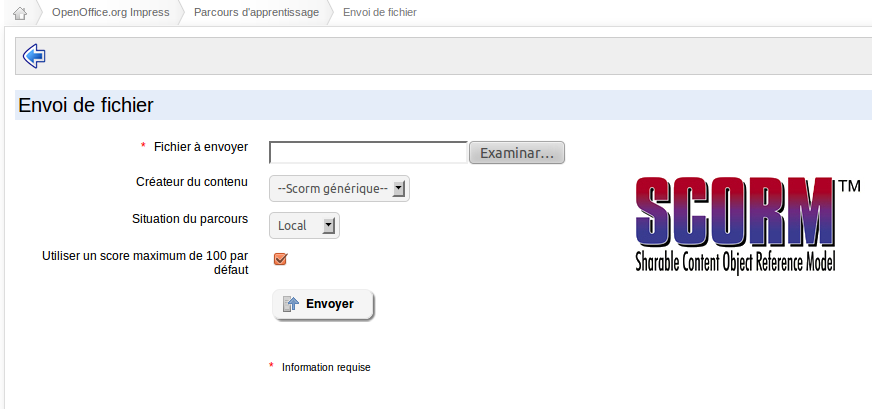 OpenOffice.org Impress Parcours d'apprentissage Envoi de fichier
Envoi de fichier
* Fichier à envoyer
Examinar...
Créateur du contenu
--Scorm générique--
Situation du parcours
Local
Utiliser un score maximum de 100 par
défaut
Envoyer
* Information requise
SCORM™
Sharable Content Object Reference Model